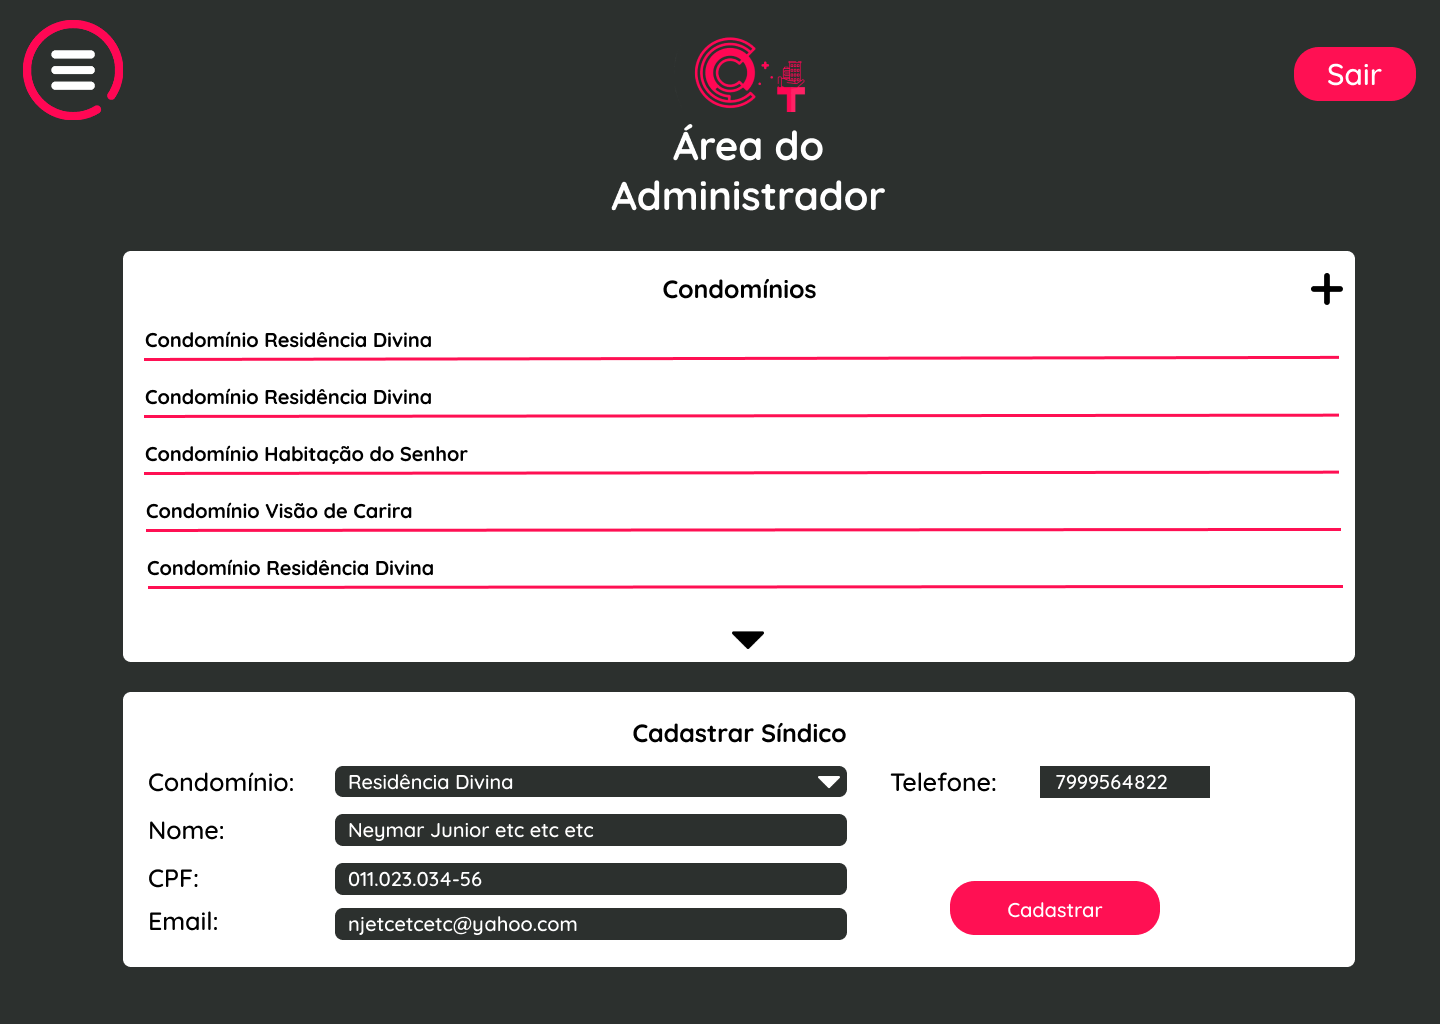 C T
Sair
Área do
Administrador
Condomínios
Condomínio Residência Divina
Condomínio Residência Divina
Condomínio Habitação do Senhor
Condomínio Visão de Carira
Condomínio Residência Divina
Cadastrar Síndico
Condomínio: Residência Divina Telefone: 7999564822
Nome: Neymar Junior etc etc etc
CPF: 011.023.034-56
Email: njetcetcetc@yahoo.com
Cadastrar